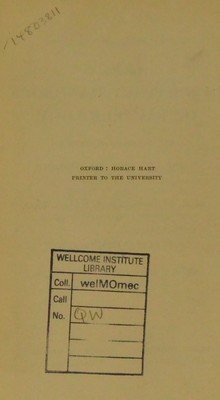 OXFORD: HORACE HART
PRINTER TO THE UNIVERSITY
WELLCOME INSTITUTE
LIBRARY
Coll. welMOmec
Call
No. QW